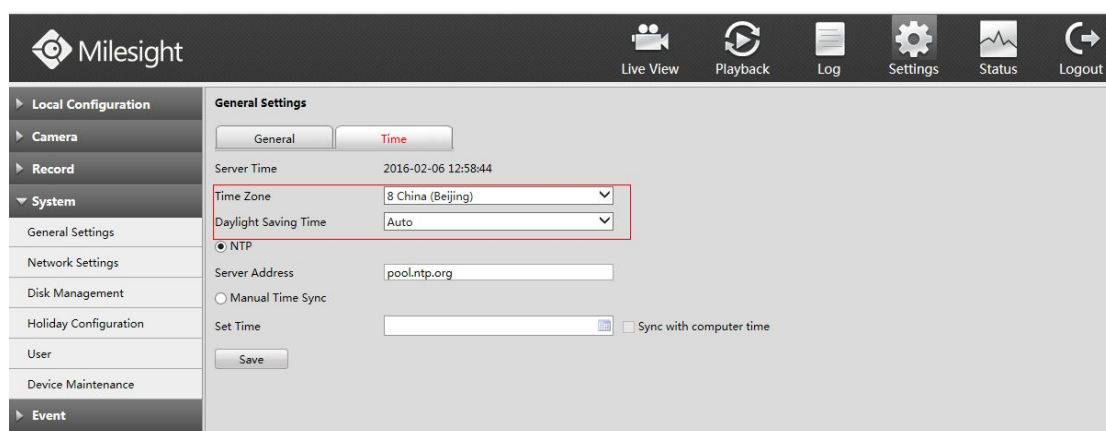 Milesight
Live View Playback Log Settings Status Logout
Local Configuration
Camera
Record
System
General Settings
Network Settings
Disk Management
Holiday Configuration
User
Device Maintenance
Event
General Settings
General Time
Server Time 2016-02-06 12:58:44
Time Zone 8 China (Beijing)
Daylight Saving Time Auto
NTP
Server Address pool.ntp.org
Manual Time Sync
Set Time Sync with computer time
Save